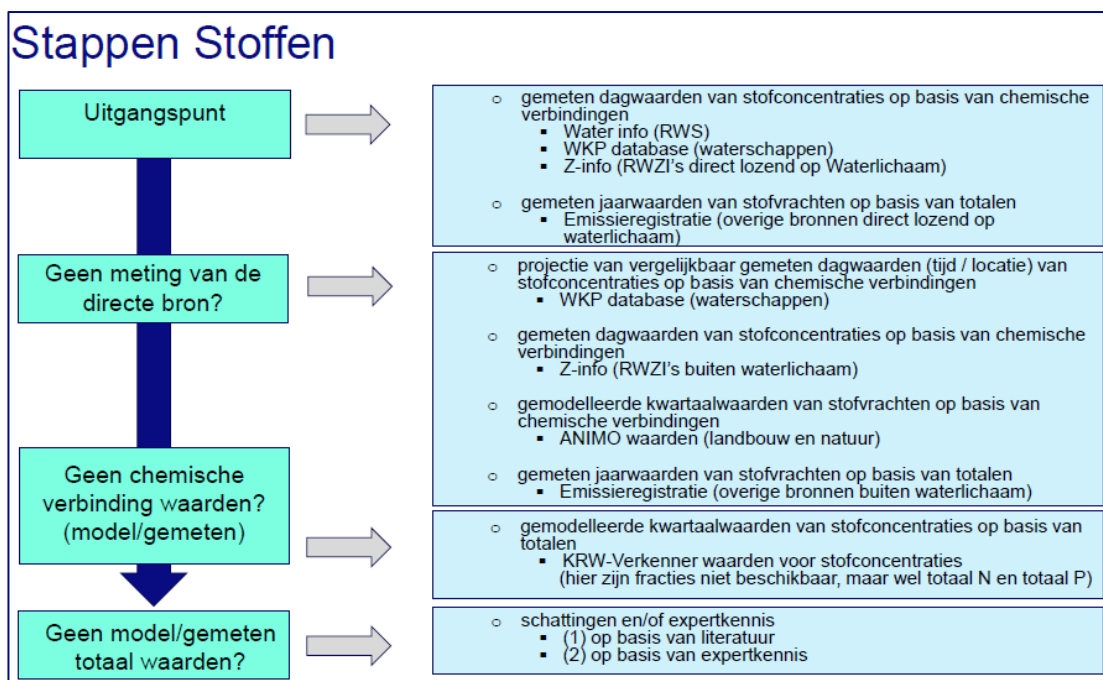 Stappen Stoffen
Uitgangspunt
o gemeten dagwaarden van stofconcentraties op basis van chemische
verbindingen
▪ Water info (RWS)
▪ WKP database (waterschappen)
▪ Z-info (RWZI's direct lozend op Waterlichaam)
o gemeten jaarwaarden van stofvrachten op basis van totalen
▪ Emissieregistratie (overige bronnen direct lozend op
waterlichaam)
Geen meting van de
directe bron?
o projectie van vergelijkbaar gemeten dagwaarden (tijd / locatie) van
stofconcentraties op basis van chemische verbindingen
▪ WKP database (waterschappen)
o gemeten dagwaarden van stofconcentraties op basis van chemische
verbindingen
▪ Z-info (RWZI's buiten waterlichaam)
o gemodelleerde kwartaalwaarden van stofvrachten op basis van
chemische verbindingen
▪ ANIMO waarden (landbouw en natuur)
o gemeten jaarwaarden van stofvrachten op basis van totalen
▪ Emissieregistratie (overige bronnen buiten waterlichaam)
Geen chemische
verbinding waarden?
(model/gemeten)
o gemodelleerde kwartaalwaarden van stofconcentraties op basis van
totalen
▪ KRW-Verkenner waarden voor stofconcentraties
(hier zijn fracties niet beschikbaar, maar wel totaal N en totaal P)
Geen model/gemeten
totaal waarden?
o schattingen en/of expertkennis
▪ (1) op basis van literatuur
▪ (2) op basis van expertkennis